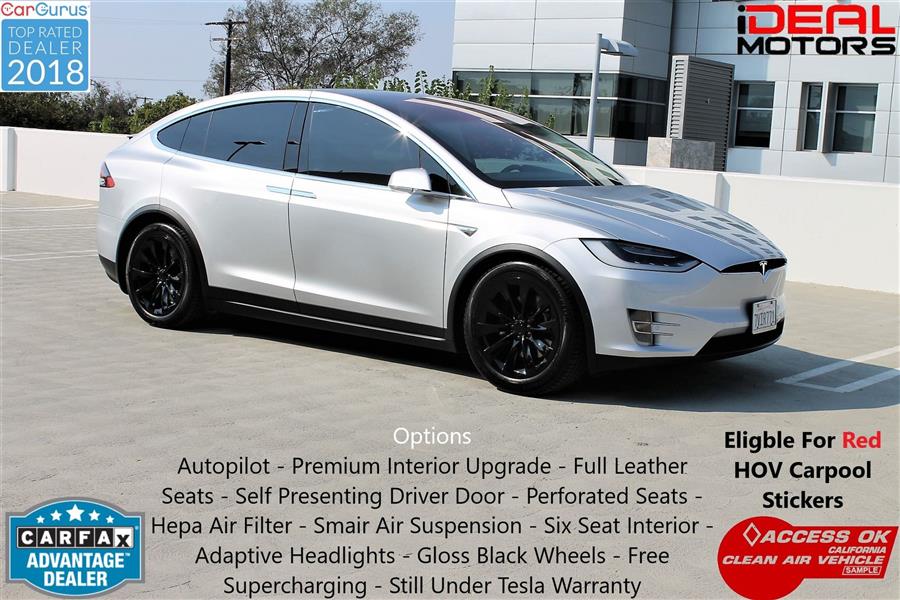 CarGurus
TOP RATED
DEALER
2018
iDEAL
MOTORS
Options
Autopilot - Premium Interior Upgrade - Full Leather
Seats - Self Presenting Driver Door - Perforated Seats -
Hepa Air Filter - Smair Air Suspension - Six Seat Interior -
Adaptive Headlights - Gloss Black Wheels - Free
Supercharging - Still Under Tesla Warranty
Eligble For Red
HOV Carpool
Stickers
ACCESS OK
CALIFORNIA
CLEAN AIR VEHICLE
SAMPLE
CARFAX
ADVANTAGE
DEALER